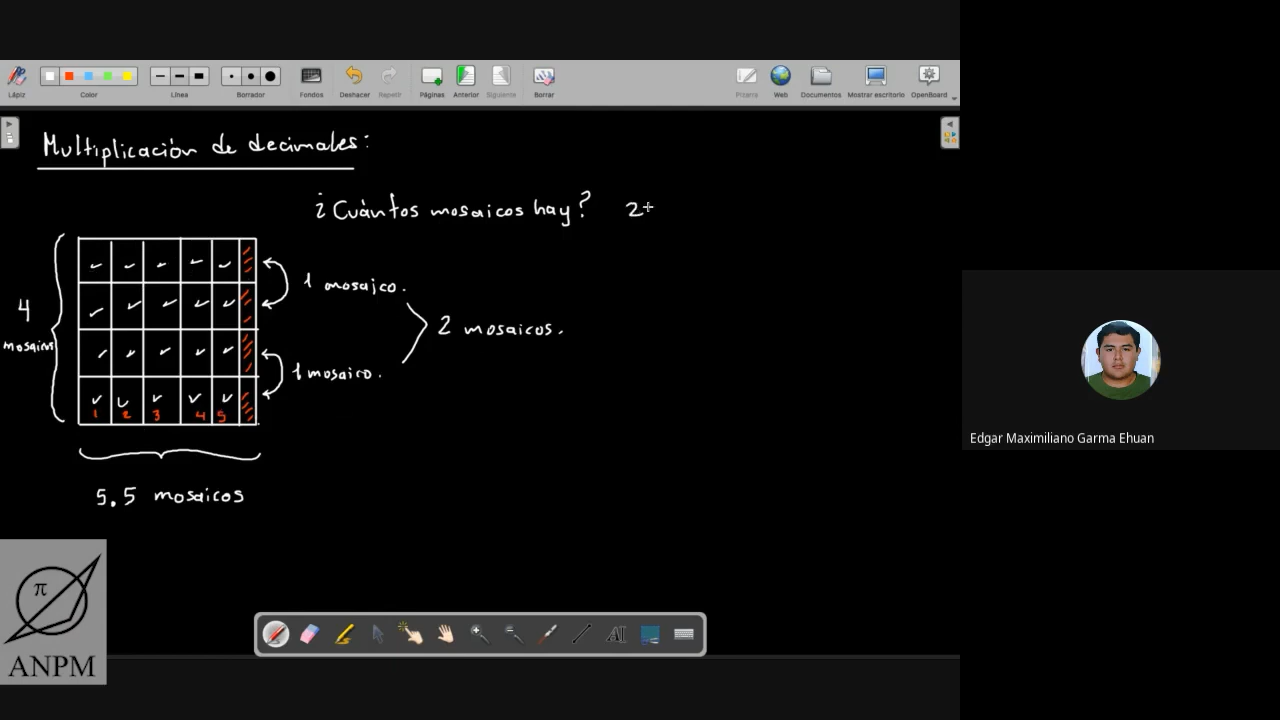 Lápiz
Color
Línea
Borrador
Fondos
Deshacer
Repetir
Páginas
Anterior
Siguiente
Borrar
Pizarra
Web
Documentos
Mostrar escritorio
OpenBoard
Multiplicación de decimales:
¿Cuántos mosaicos hay? 2
1 mosaico.
4
mosaicos
2 mosaicos.
1 mosaico.
1 2 3 4 5
5.5 mosaicos
π
ANPM
AI
Edgar Maximiliano Garma Ehuan